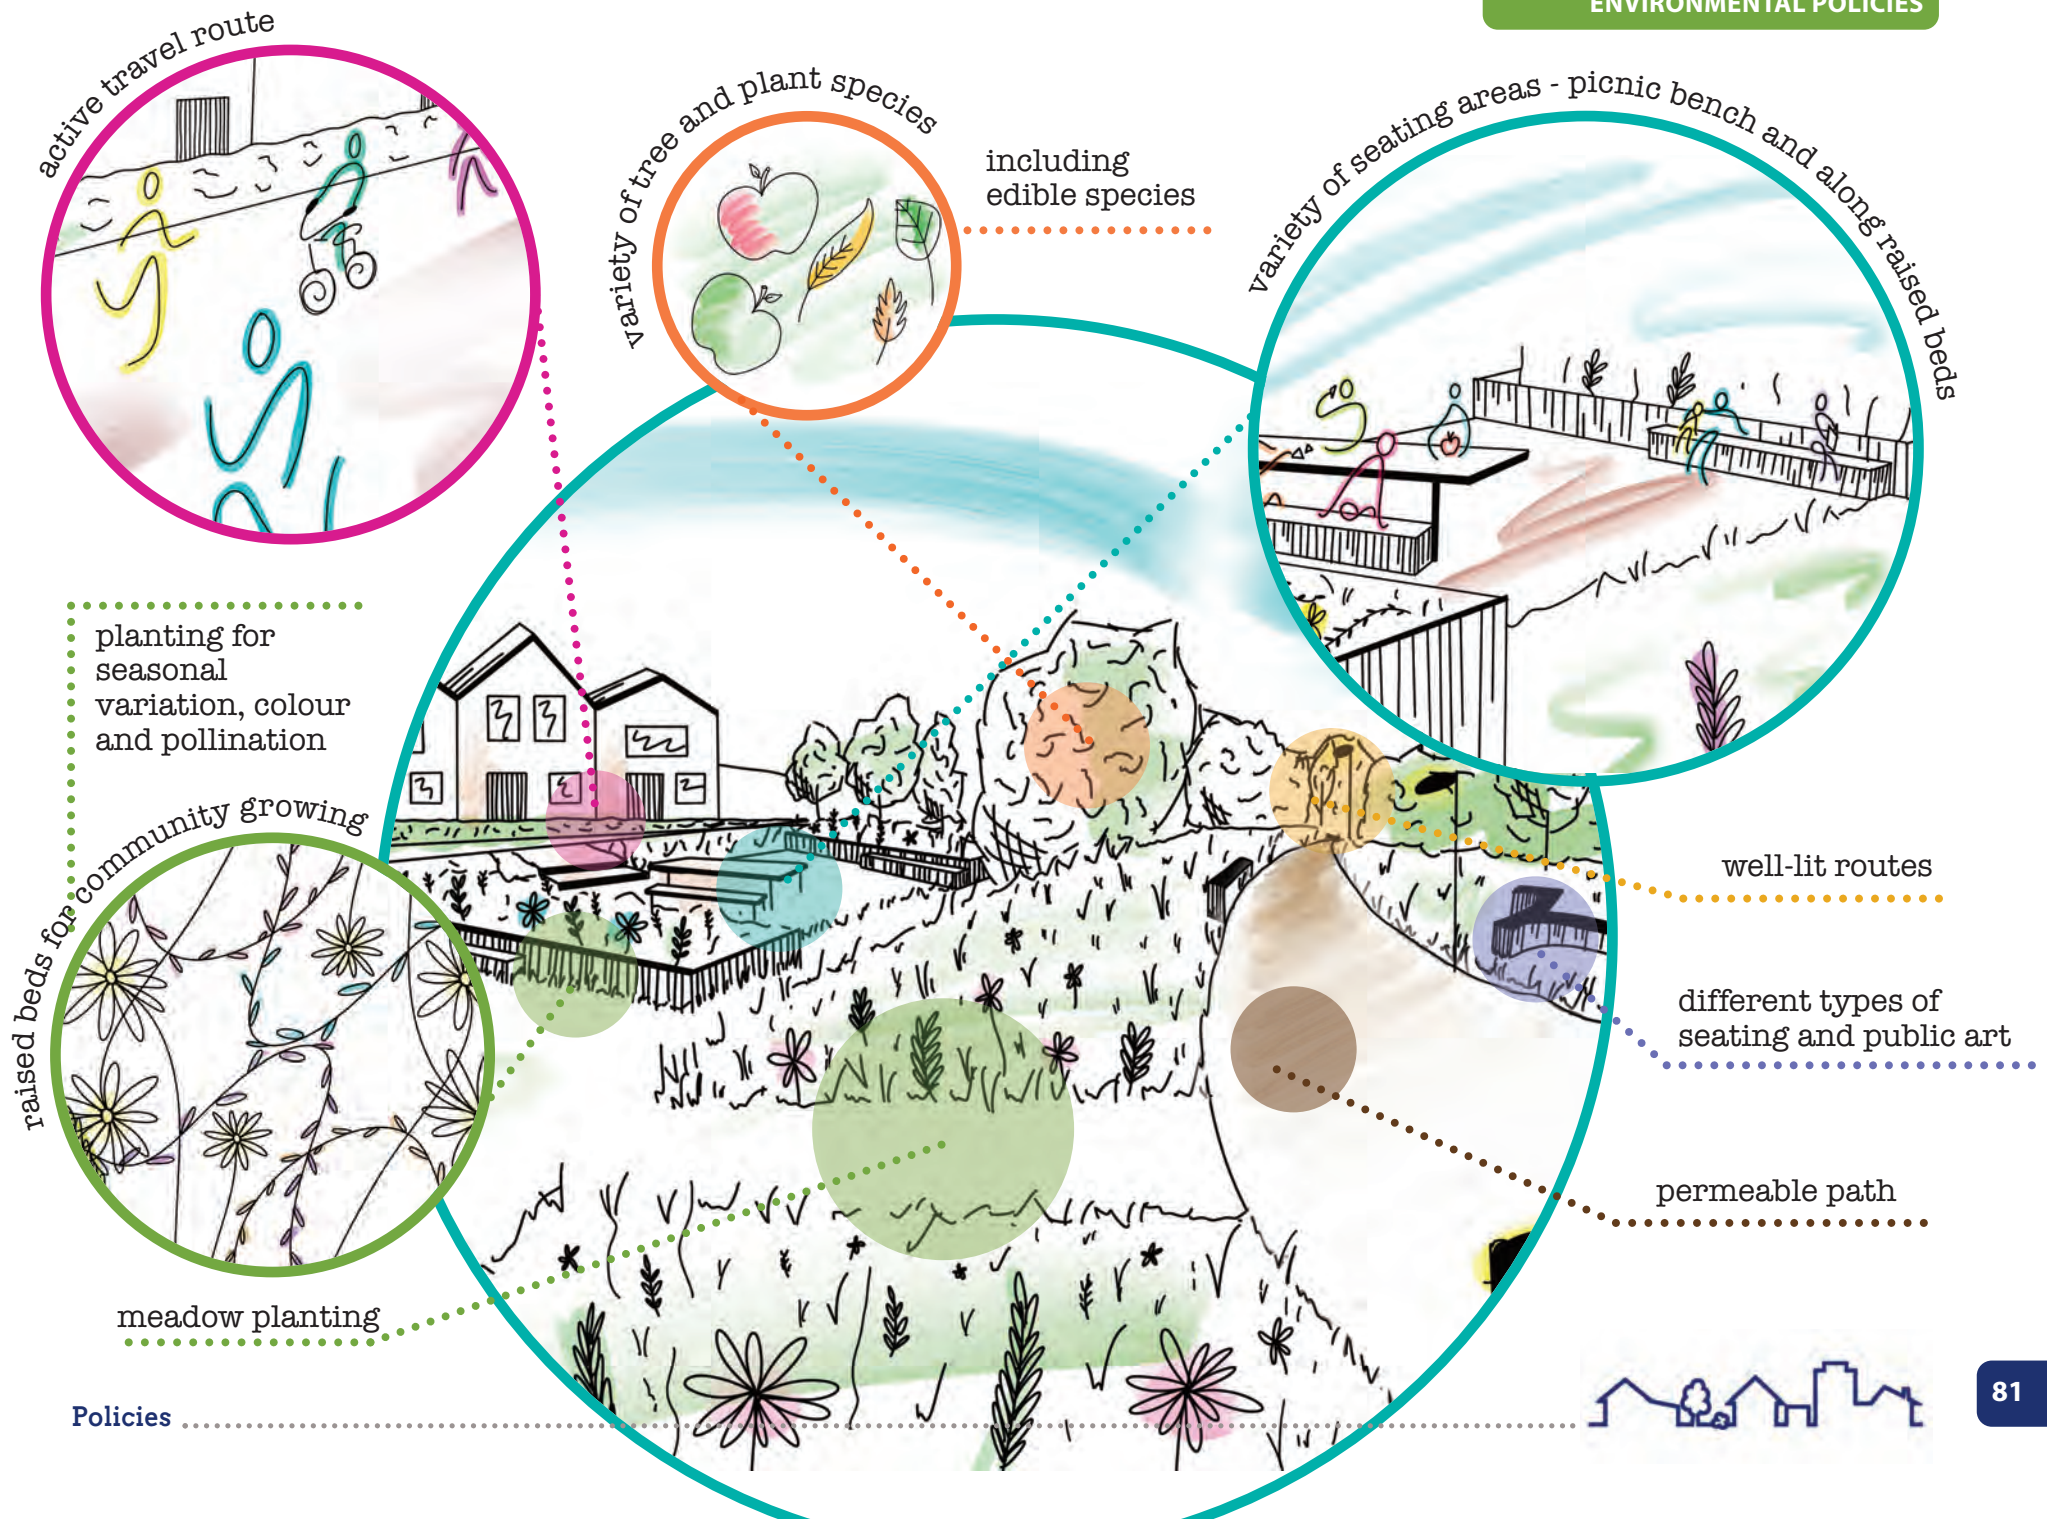 ENVIRONMENTAL POLICIES
active travel route
variety of tree and plant species
including
edible species
variety of seating areas - picnic bench and along raised beds
planting for
seasonal
variation, colour
and pollination
raised beds for community growing
well-lit routes
different types of
seating and public art
permeable path
meadow planting
Policies
81